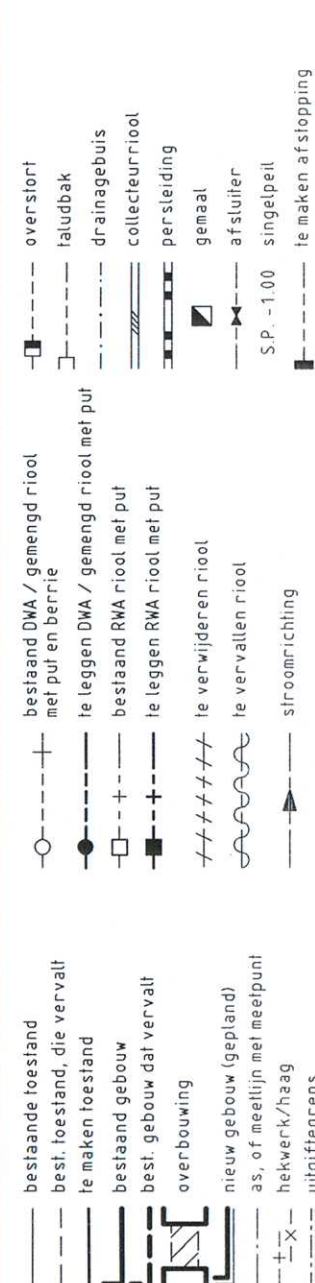 bestaande toestand
best. toestand, die vervalt
te maken toestand
bestaand gebouw
best. gebouw dat vervalt
overbouwing
nieuw gebouw (gepland)
as, of meetlijn met meetpunt
hekwerk/haag
uitgiftegrens
bestaand DWA / gemengd riool
met put en berrie
te leggen DWA / gemengd riool met put
bestaand RWA riool met put
te leggen RWA riool met put
te verwijderen riool
te vervallen riool
stroomrichting
overstort
taludbak
drainagebuis
collecteurriool
persleiding
gemaal
afsluiter
S.P. -1.00 singelpeil
te maken afstopping